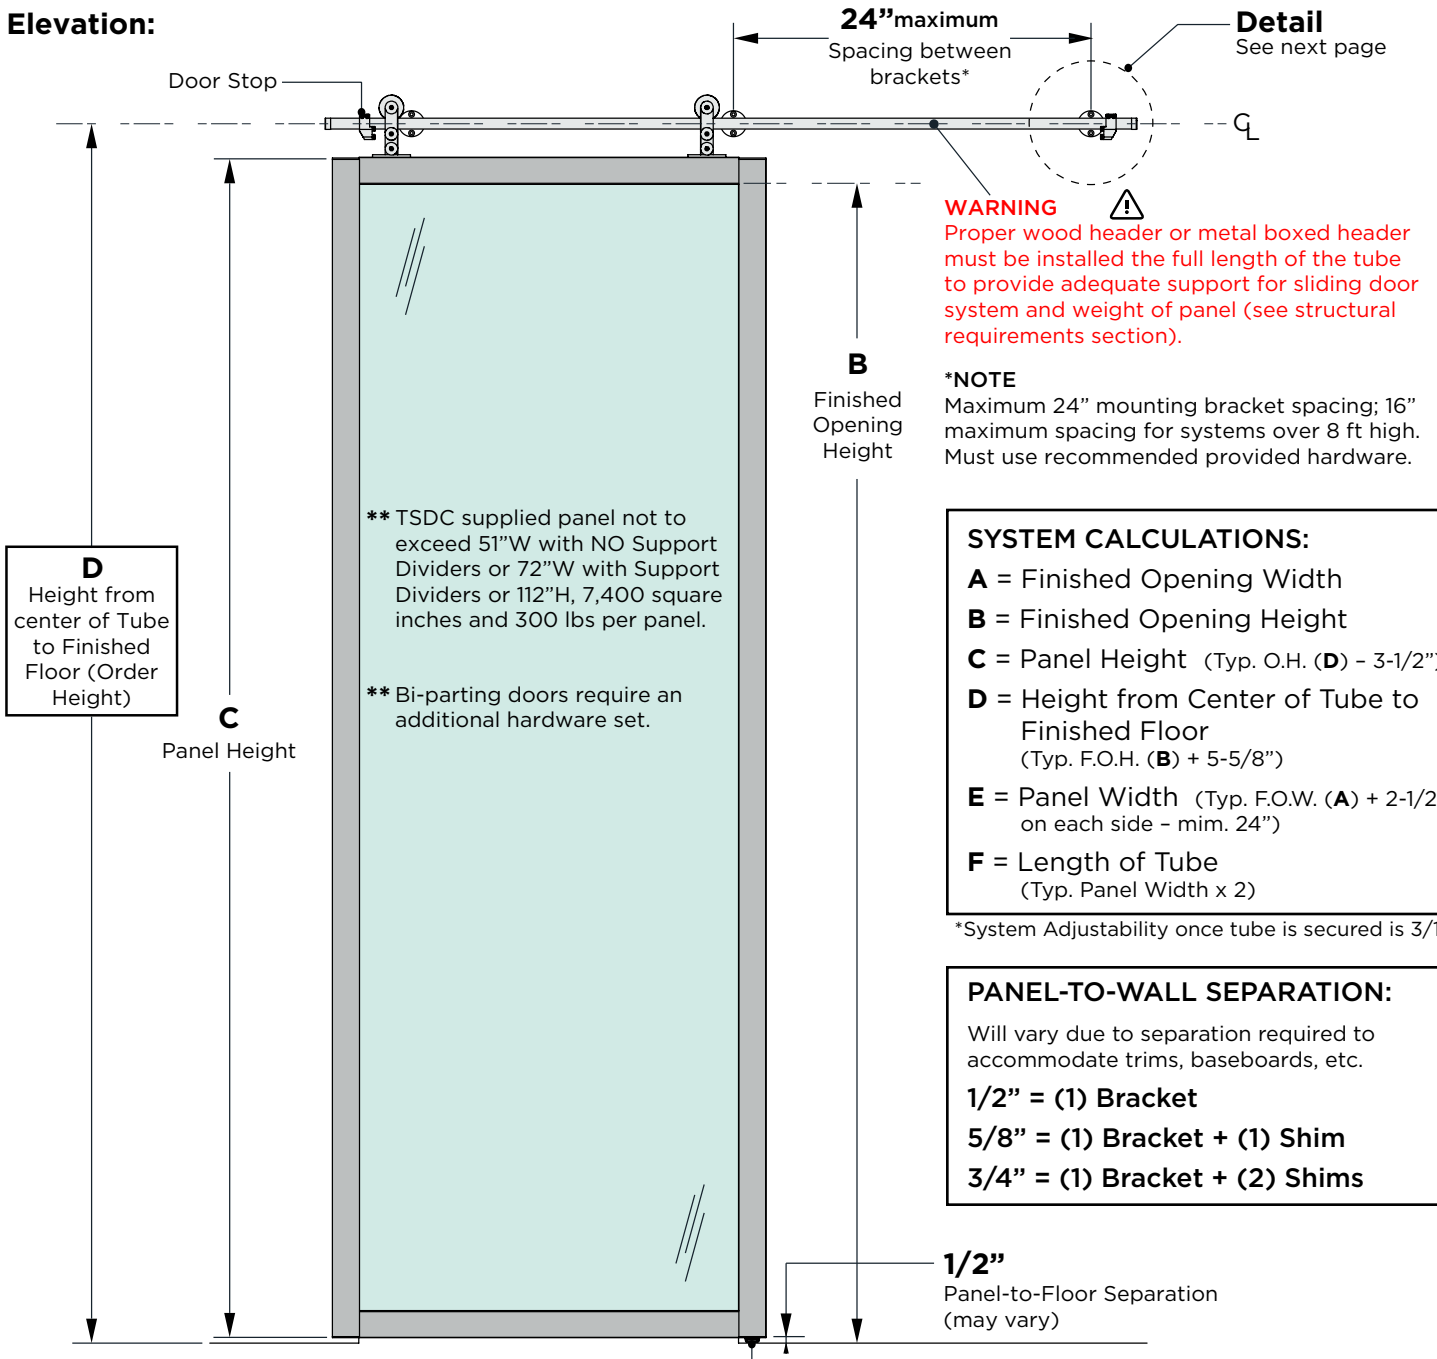 Elevation:
24” maximum
Spacing between
brackets*
Detail
See next page
Door Stop
CL
WARNING
Proper wood header or metal boxed header
must be installed the full length of the tube
to provide adequate support for sliding door
system and weight of panel (see structural
requirements section).
*NOTE
Maximum 24” mounting bracket spacing; 16”
maximum spacing for systems over 8 ft high.
Must use recommended provided hardware.
B
Finished
Opening
Height
** TSDC supplied panel not to
exceed 51”W with NO Support
Dividers or 72”W with Support
Dividers or 112”H, 7,400 square
inches and 300 lbs per panel.
** Bi-parting doors require an
additional hardware set.
D
Height from
center of Tube
to Finished
Floor (Order
Height)
C
Panel Height
SYSTEM CALCULATIONS:
A = Finished Opening Width
B = Finished Opening Height
C = Panel Height (Typ. O.H. (D) – 3-1/2”)
D = Height from Center of Tube to
Finished Floor
(Typ. F.O.H. (B) + 5-5/8”)
E = Panel Width (Typ. F.O.W. (A) + 2-1/2
on each side – mim. 24”)
F = Length of Tube
(Typ. Panel Width x 2)
*System Adjustability once tube is secured is 3/1
PANEL-TO-WALL SEPARATION:
Will vary due to separation required to
accommodate trims, baseboards, etc.
1/2” = (1) Bracket
5/8” = (1) Bracket + (1) Shim
3/4” = (1) Bracket + (2) Shims
1/2”
Panel-to-Floor Separation
(may vary)